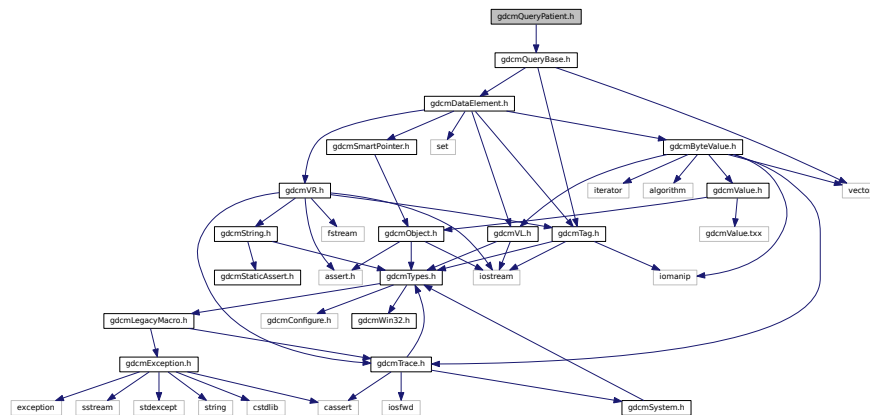 gdcmQueryPatient.h
gdcmQueryBase.h
gdcmDataElement.h
gdcmSmartPointer.h
set
gdcmByteValue.h
gdcmVR.h
iterator
algorithm
gdcmValue.h
vecto
gdcmString.h
fstream
gdcmObject.h
gdcmVL.h
gdcmTag.h
gdcmValue.txx
gdcmStaticAssert.h
assert.h
gdcmTypes.h
iostream
iomanip
gdcmLegacyMacro.h
gdcmConfigure.h
gdcmWin32.h
gdcmException.h
gdcmTrace.h
exception
sstream
stdexcept
string
cstdlib
cassert
iosfwd
gdcmSystem.h